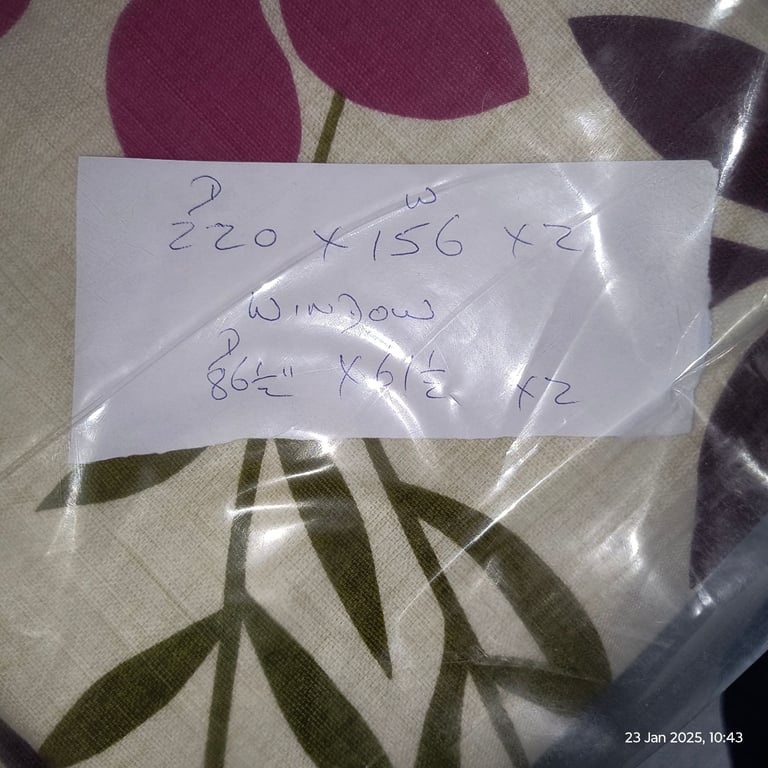 D W
220 x 156 x2
WINDOW
D
86½" x 61½ x2
23 Jan 2025, 10:43